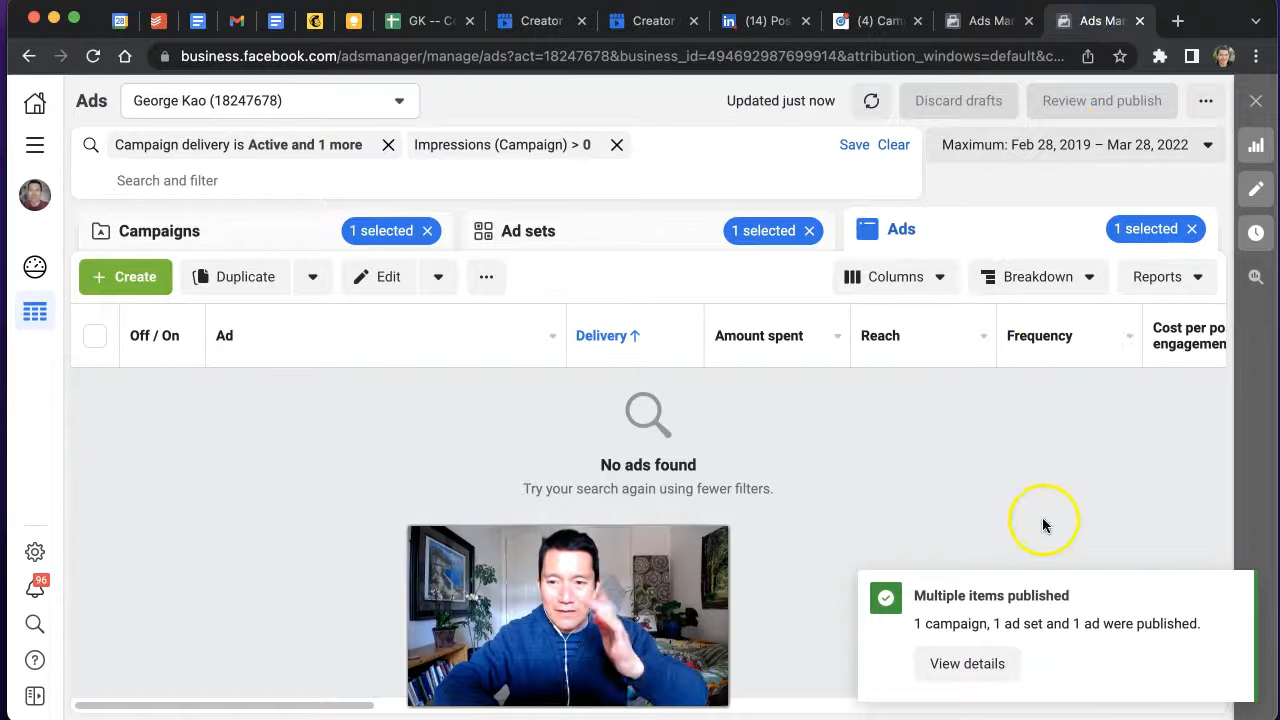 GK -- Co
Creator
Creator
(14) Pos
(4) Cam
Ads Mar
Ads Mar
business.facebook.com/adsmanager/manage/ads?act=18247678&business_id=494692987699914&attribution_windows=default&c...
Ads
George Kao (18247678)
Updated just now
Discard drafts
Review and publish
Campaign delivery is Active and 1 more
Impressions (Campaign) > 0
Save
Clear
Maximum: Feb 28, 2019 – Mar 28, 2022
Search and filter
Campaigns
1 selected
Ad sets
1 selected
Ads
1 selected
+ Create
Duplicate
Edit
Columns
Breakdown
Reports
Off / On
Ad
Delivery ↑
Amount spent
Reach
Frequency
Cost per po
engagemen
No ads found
Try your search again using fewer filters.
96
Multiple items published
1 campaign, 1 ad set and 1 ad were published.
View details